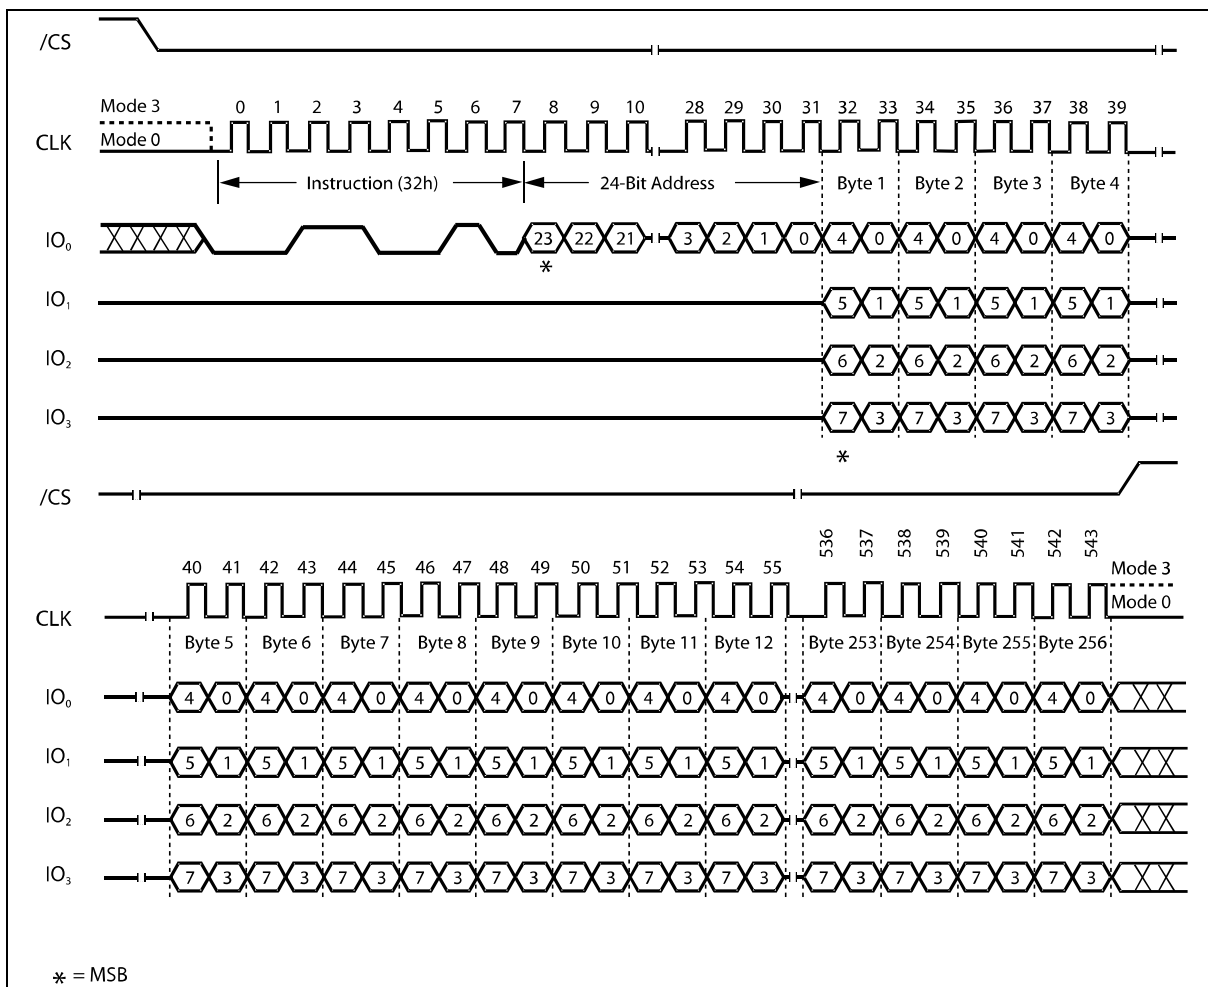 /CS
Mode 3
0 1 2 3 4 5 6 7 8 9 10 28 29 30 31 32 33 34 35 36 37 38 39
CLK
Mode 0
Instruction (32h) 24-Bit Address Byte 1 Byte 2 Byte 3 Byte 4
IO₀ 23 22 21 3 2 1 0 4 0 4 0 4 0 4 0
*
IO₁ 5 1 5 1 5 1 5 1
IO₂ 6 2 6 2 6 2 6 2
IO₃ 7 3 7 3 7 3 7 3
*
/CS
536 537 538 539 540 541 542 543
40 41 42 43 44 45 46 47 48 49 50 51 52 53 54 55 Mode 3
CLK Mode 0
Byte 5 Byte 6 Byte 7 Byte 8 Byte 9 Byte 10 Byte 11 Byte 12 Byte 253 Byte 254 Byte 255 Byte 256
IO₀ 4 0 4 0 4 0 4 0 4 0 4 0 4 0 4 0 4 0 4 0 4 0 4 0
IO₁ 5 1 5 1 5 1 5 1 5 1 5 1 5 1 5 1 5 1 5 1 5 1 5 1
IO₂ 6 2 6 2 6 2 6 2 6 2 6 2 6 2 6 2 6 2 6 2 6 2 6 2
IO₃ 7 3 7 3 7 3 7 3 7 3 7 3 7 3 7 3 7 3 7 3 7 3 7 3
* = MSB